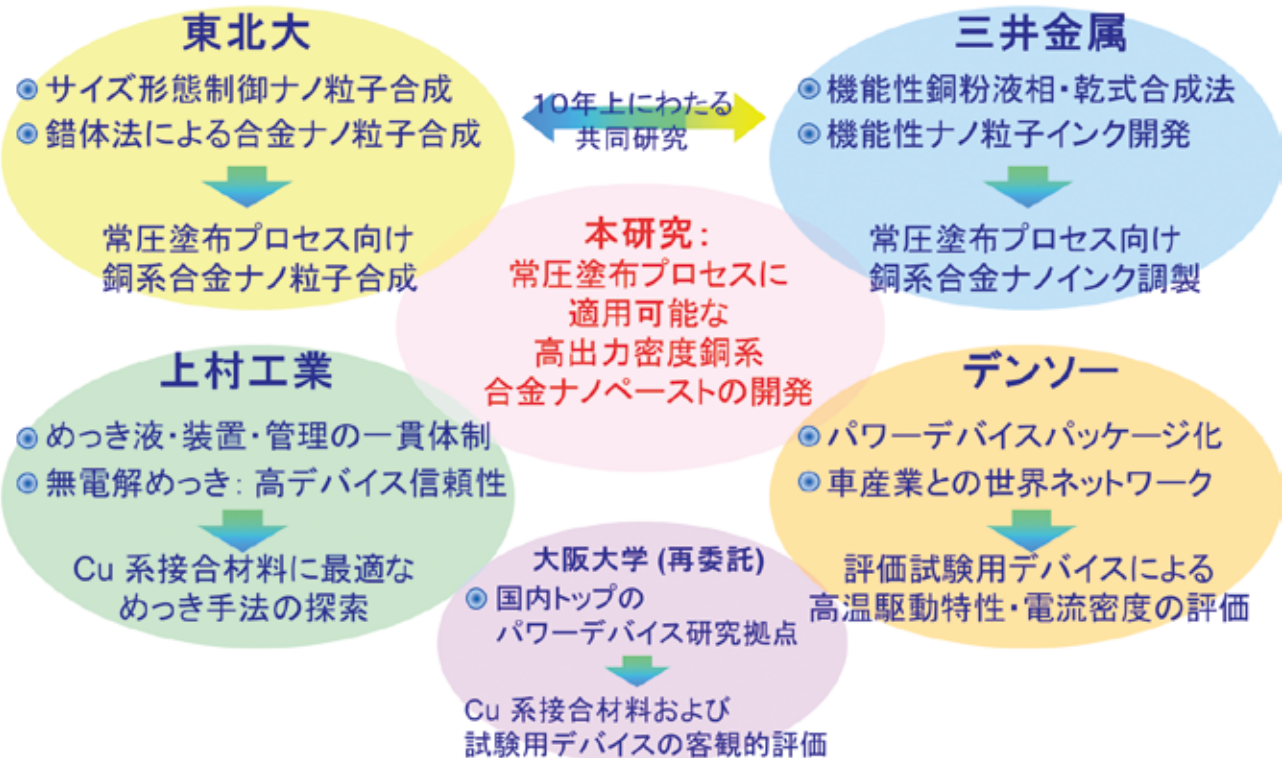 東北大
◉ サイズ形態制御ナノ粒子合成
◉ 錯体法による合金ナノ粒子合成
常圧塗布プロセス向け
銅系合金ナノ粒子合成
10年上にわたる
共同研究
三井金属
◉ 機能性銅粉液相・乾式合成法
◉ 機能性ナノ粒子インク開発
常圧塗布プロセス向け
銅系合金ナノインク調製
本研究：
常圧塗布プロセスに
適用可能な
高出力密度銅系
合金ナノペーストの開発
上村工業
◉ めっき液・装置・管理の一貫体制
◉ 無電解めっき： 高デバイス信頼性
Cu 系接合材料に最適な
めっき手法の探索
デンソー
◉ パワーデバイスパッケージ化
◉ 車産業との世界ネットワーク
評価試験用デバイスによる
高温駆動特性・電流密度の評価
大阪大学 (再委託)
◉ 国内トップの
パワーデバイス研究拠点
Cu 系接合材料および
試験用デバイスの客観的評価